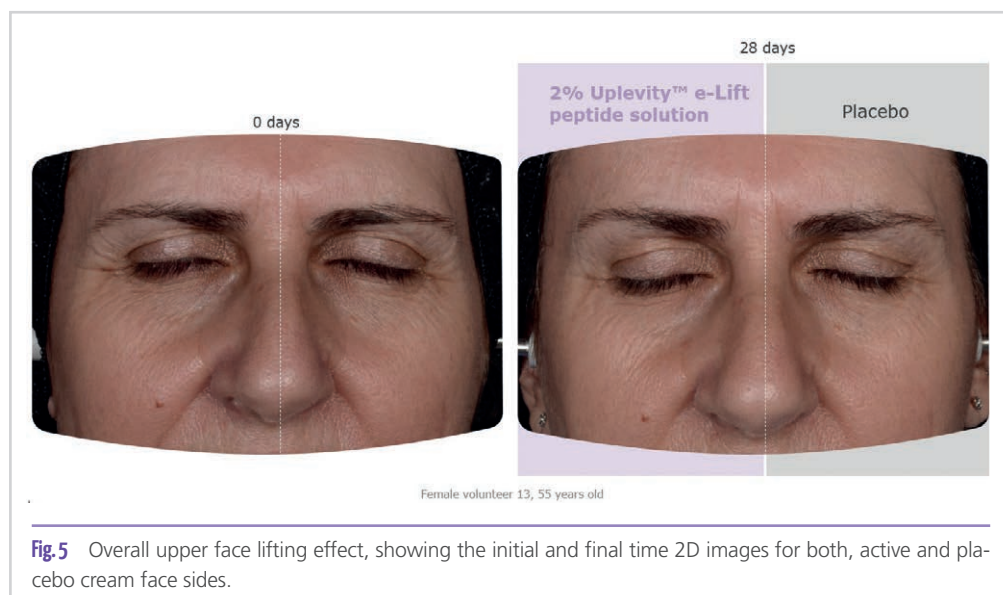 28 days
2% Uplevity™ e-Lift
peptide solution
Placebo
0 days
.
Female volunteer 13, 55 years old
Fig.5 Overall upper face lifting effect, showing the initial and final time 2D images for both, active and pla-
cebo cream face sides.